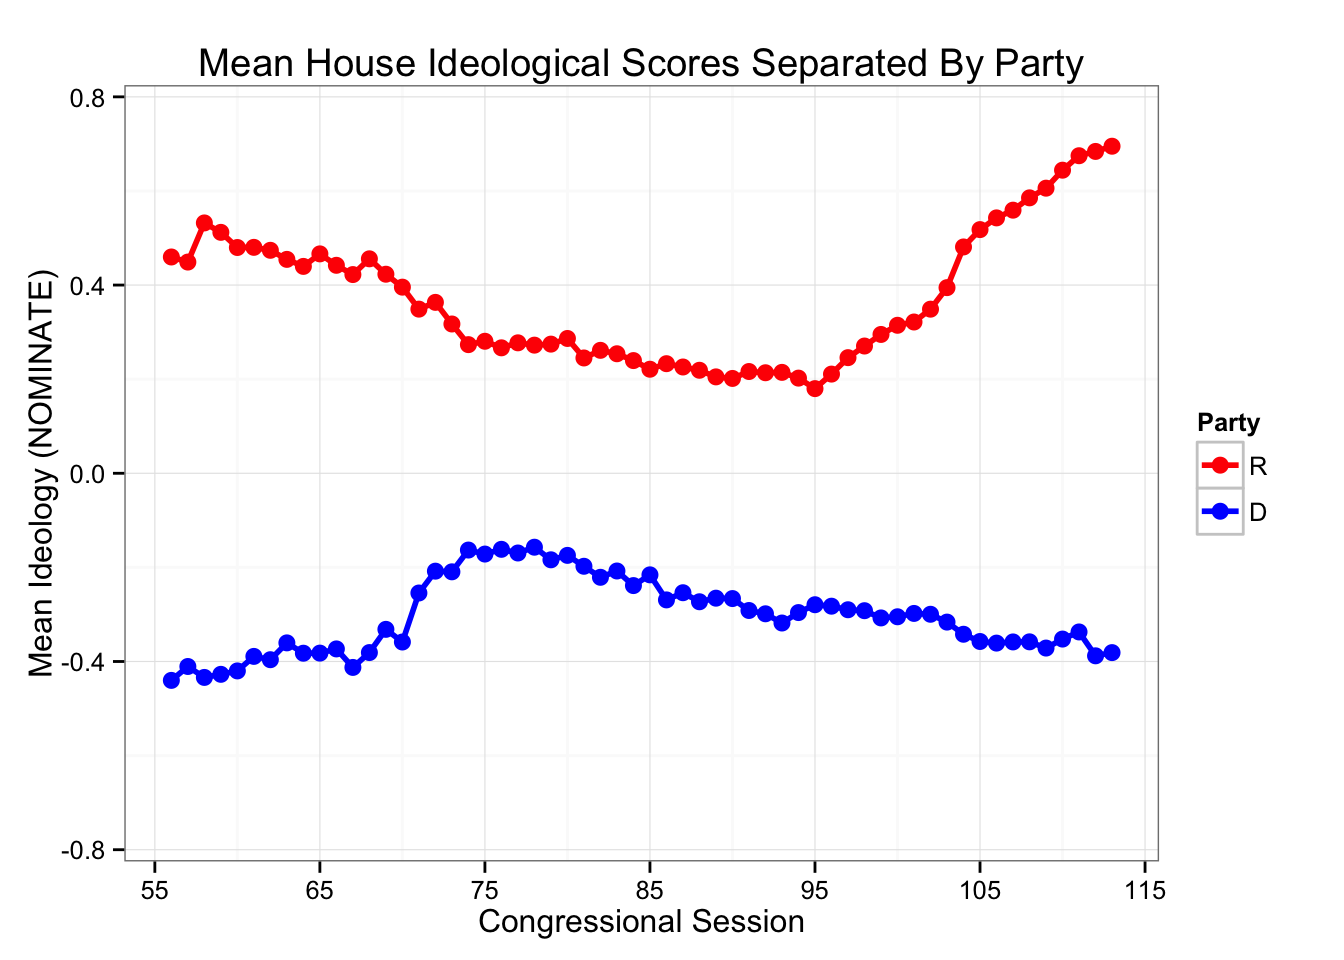 Mean House Ideological Scores Separated By Party
Mean Ideology (NOMINATE)
0.8
0.4
0.0
-0.4
-0.8
55 65 75 85 95 105 115
Congressional Session
Party
R
D